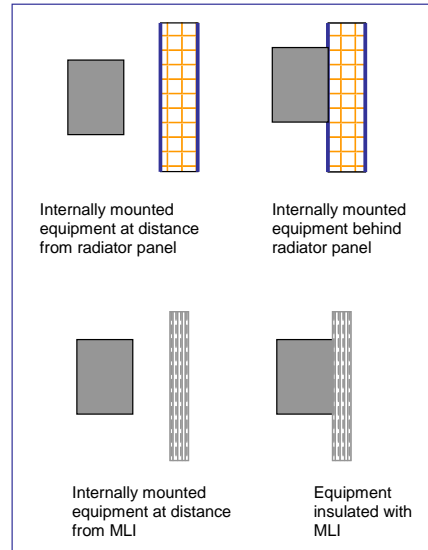 Internally mounted
equipment at distance
from radiator panel
Internally mounted
equipment behind
radiator panel
Internally mounted
equipment at distance
from MLI
Equipment
insulated with
MLI